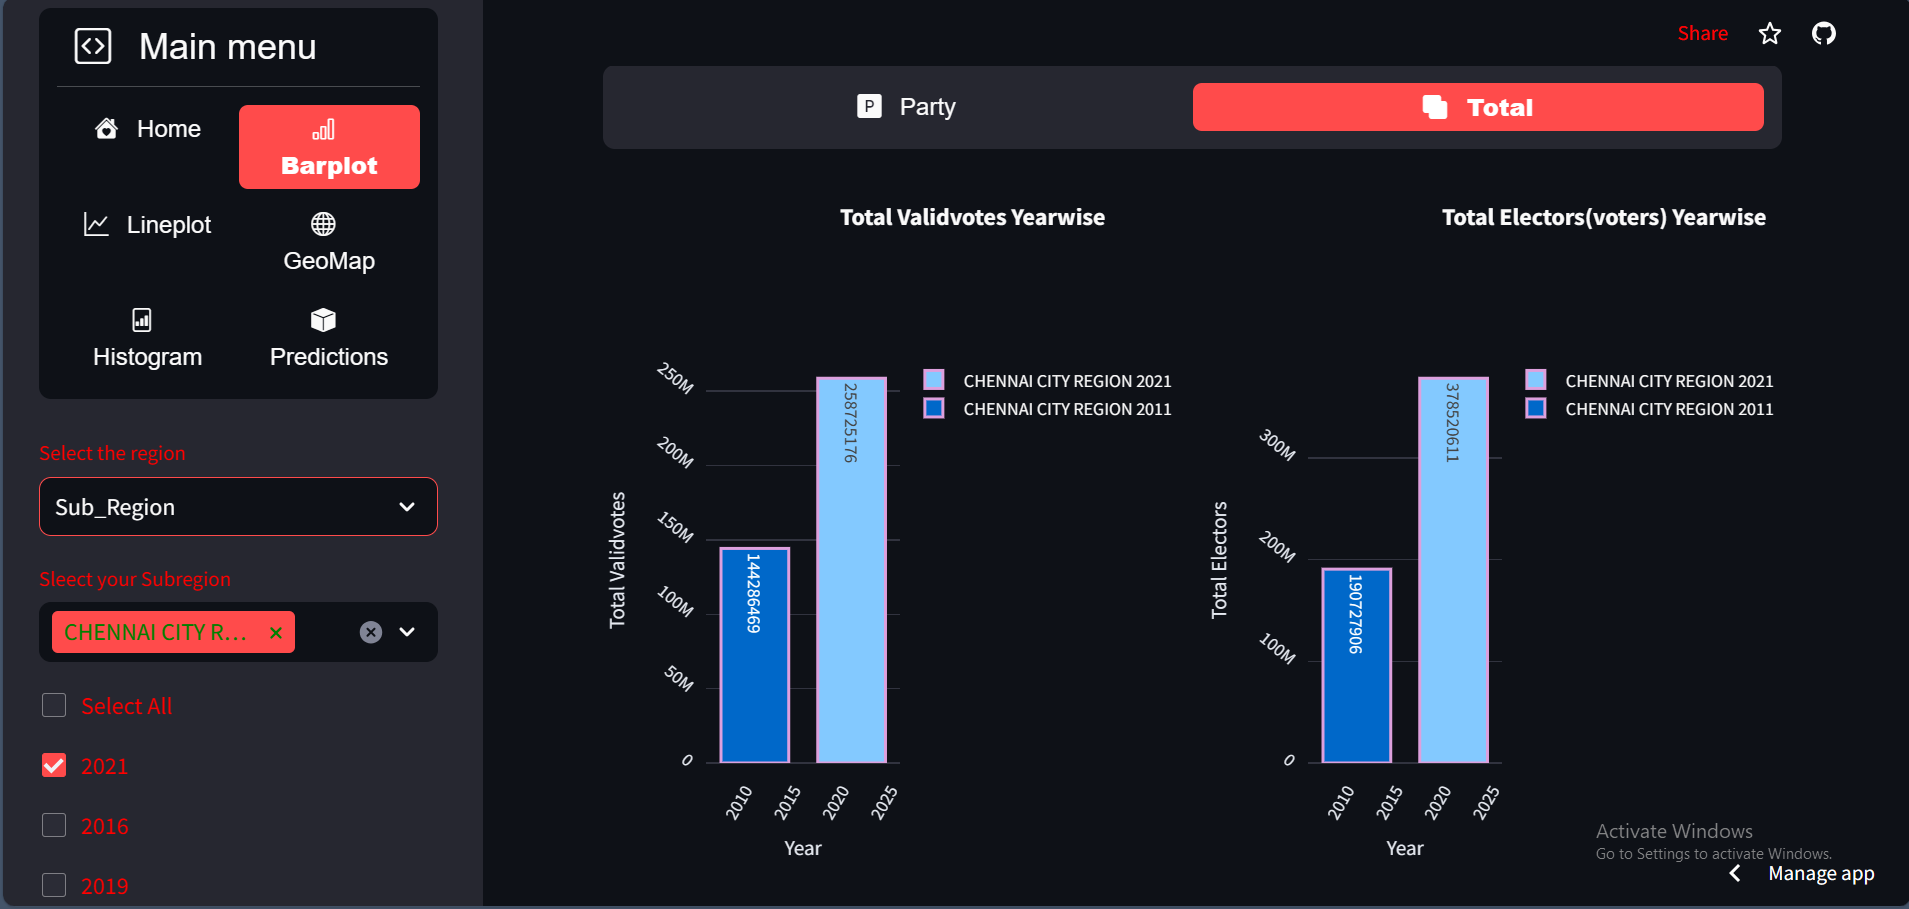 Main menu
Home
Barplot
Lineplot
GeoMap
Histogram
Predictions
Select the region
Sub_Region
Sleect your Subregion
CHENNAI CITY R...
Select All
2021
2016
2019
Share
P Party
Total
Total Validvotes Yearwise
250M
200M
150M
100M
50M
0
Total Validvotes
258725176
144286469
2010
2015
2020
2025
Year
CHENNAI CITY REGION 2021
CHENNAI CITY REGION 2011
Total Electors(voters) Yearwise
300M
200M
100M
0
Total Electors
378520611
190727906
2010
2015
2020
2025
Year
CHENNAI CITY REGION 2021
CHENNAI CITY REGION 2011
Activate Windows
Go to Settings to activate Windows.
Manage app